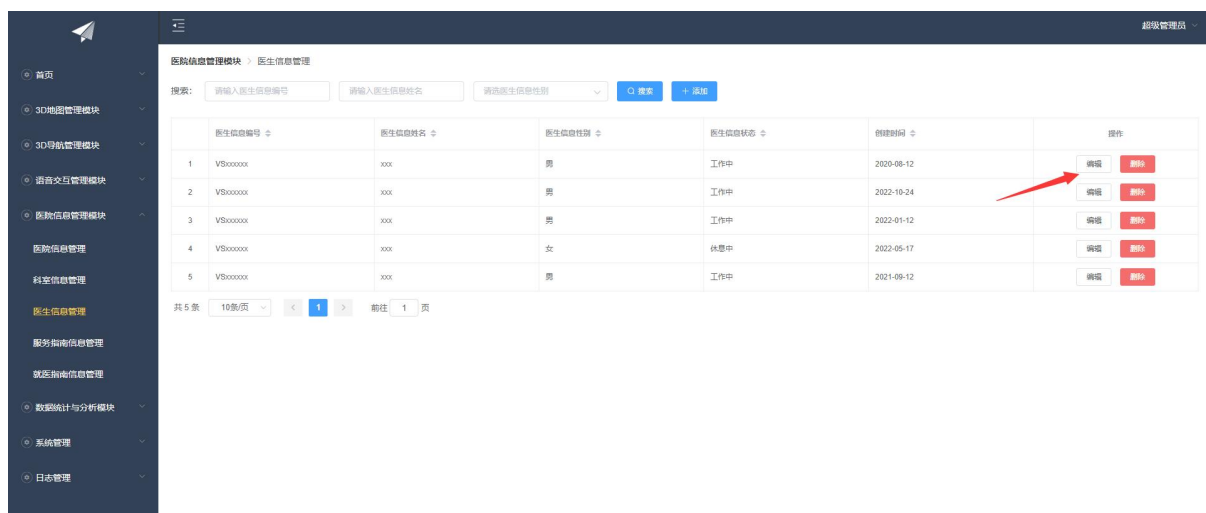 超级管理员
首页
3D地图管理模块
3D导航管理模块
语音交互管理模块
医院信息管理模块
医院信息管理
科室信息管理
医生信息管理
服务指南信息管理
就医指南信息管理
数据统计与分析模块
系统管理
日志管理
医院信息管理模块 > 医生信息管理
搜索: 请输入医生信息编号 请输入医生信息姓名 请选医生信息性别 搜索 + 添加
医生信息编号 医生信息姓名 医生信息性别 医生信息状态 创建时间 操作
1 VSxxxxxx xxx 男 工作中 2020-08-12 编辑 删除
2 VSxxxxxx xxx 男 工作中 2022-10-24 编辑 删除
3 VSxxxxxx xxx 男 工作中 2022-01-12 编辑 删除
4 VSxxxxxx xxx 女 休息中 2022-05-17 编辑 删除
5 VSxxxxxx xxx 男 工作中 2021-09-12 编辑 删除
共 5 条 10条/页 < 1 > 前往 1 页